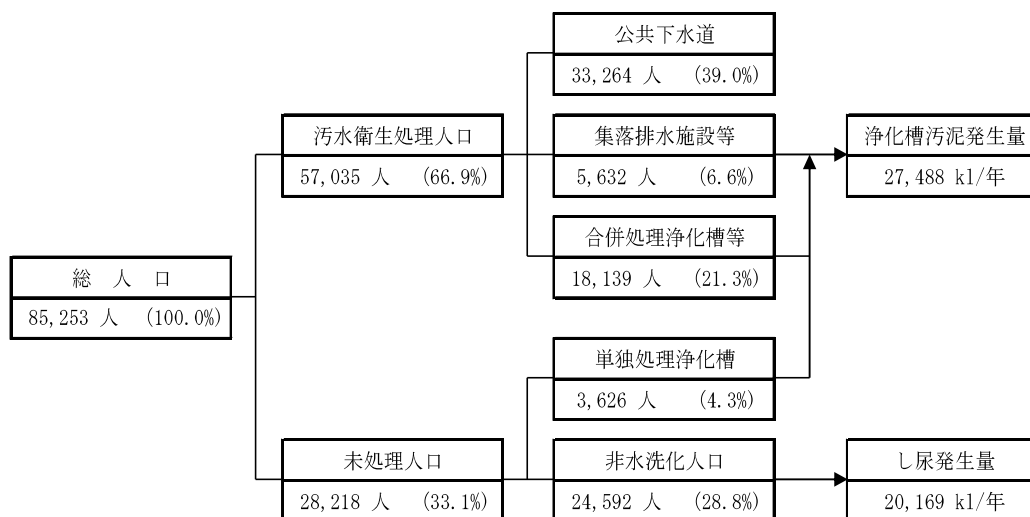 公共下水道
33,264 人 (39.0%)
汚水衛生処理人口
57,035 人 (66.9%)
集落排水施設等
5,632 人 (6.6%)
浄化槽汚泥発生量
27,488 kl/年
合併処理浄化槽等
18,139 人 (21.3%)
総 人 口
85,253 人 (100.0%)
単独処理浄化槽
3,626 人 (4.3%)
未処理人口
28,218 人 (33.1%)
非水洗化人口
24,592 人 (28.8%)
し尿発生量
20,169 kl/年